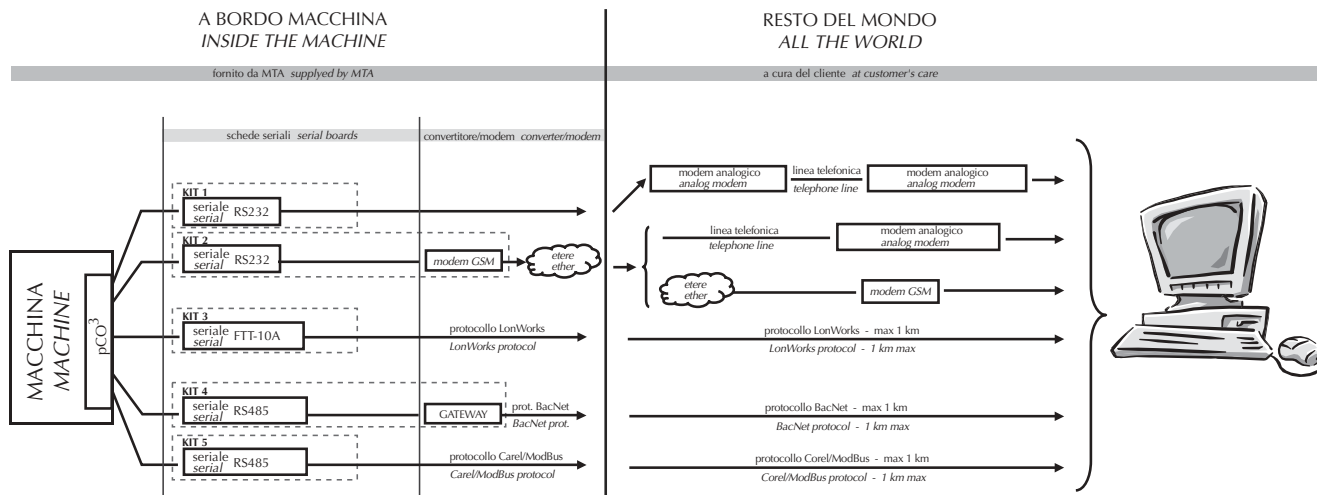 A BORDO MACCHINA
INSIDE THE MACHINE
RESTO DEL MONDO
ALL THE WORLD
fornito da MTA supplyed by MTA
a cura del cliente at customer's care
schede seriali serial boards
convertitore/modem converter/modem
MACCHINA
MACHINE
pCO³
KIT 1
seriale
serial
RS232
modem analogico
analog modem
linea telefonica
telephone line
modem analogico
analog modem
KIT 2
seriale
serial
RS232
modem GSM
etere
ether
linea telefonica
telephone line
modem analogico
analog modem
etere
ether
modem GSM
KIT 3
seriale
serial
FTT-10A
protocollo LonWorks
LonWorks protocol
protocollo LonWorks - max 1 km
LonWorks protocol - 1 km max
KIT 4
seriale
serial
RS485
GATEWAY
prot. BacNet
BacNet prot.
protocollo BacNet - max 1 km
BacNet protocol - 1 km max
KIT 5
seriale
serial
RS485
protocollo Carel/ModBus
Carel/ModBus protocol
protocollo Corel/ModBus - max 1 km
Corel/ModBus protocol - 1 km max